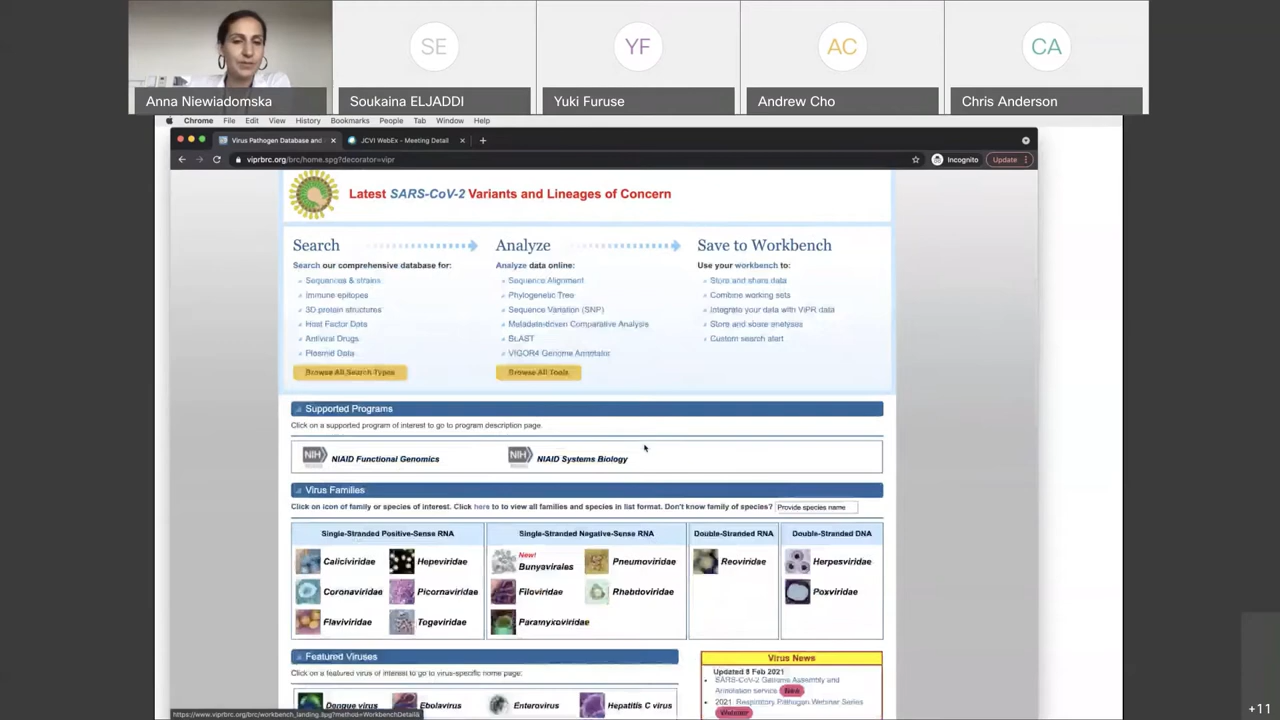 SE
YF
AC
CA
Anna Niewiadomska
Soukaina ELJADDI
Yuki Furuse
Andrew Cho
Chris Anderson
Chrome File Edit View History Bookmarks People Tab Window Help
Virus Pathogen Database and
JCVI WebEx - Meeting Detail
viprbrc.org/brc/home.spg?decorator=vipr
Incognito
Update
Latest SARS-CoV-2 Variants and Lineages of Concern
Search
Analyze
Save to Workbench
Search our comprehensive database for:
Analyze data online:
Use your workbench to:
Sequences & strains
Sequence Alignment
Store and share data
Immune epitopes
Phylogenetic Tree
Combine working sets
3D protein structures
Sequence Variation (SNP)
Integrate your data with ViPR data
Host Factor Data
Metadata-driven Comparative Analysis
Store and share analyses
Antiviral Drugs
BLAST
Custom search alert
Plasmid Data
VIGOR4 Genome Annotator
Browse All Search Types
Browse All Tools
Supported Programs
Click on a supported program of interest to go to program description page.
NIH
NIAID Functional Genomics
NIH
NIAID Systems Biology
Virus Families
Click on icon of family or species of interest. Click here to to view all families and species in list format. Don't know family of species? Provide species name
Single-Stranded Positive-Sense RNA
Single-Stranded Negative-Sense RNA
Double-Stranded RNA
Double-Stranded DNA
Caliciviridae
Hepeviridae
New!
Bunyavirales
Pneumoviridae
Reoviridae
Herpesviridae
Coronaviridae
Picornaviridae
Filoviridae
Rhabdoviridae
Poxviridae
Flaviviridae
Togaviridae
Paramyxoviridae
Featured Viruses
Click on a featured virus of interest to go to virus-specific home page:
Virus News
Updated 8 Feb 2021
SARS-CoV-2 Genome Assembly and
Annotation service
2021 Respiratory Pathogen Webinar Series
Webinar
Dengue virus
Ebolavirus
Enterovirus
Hepatitis C virus
https://www.viprbrc.org/brc/workbench_landing.spg?method=WorkbenchDetail&
+11